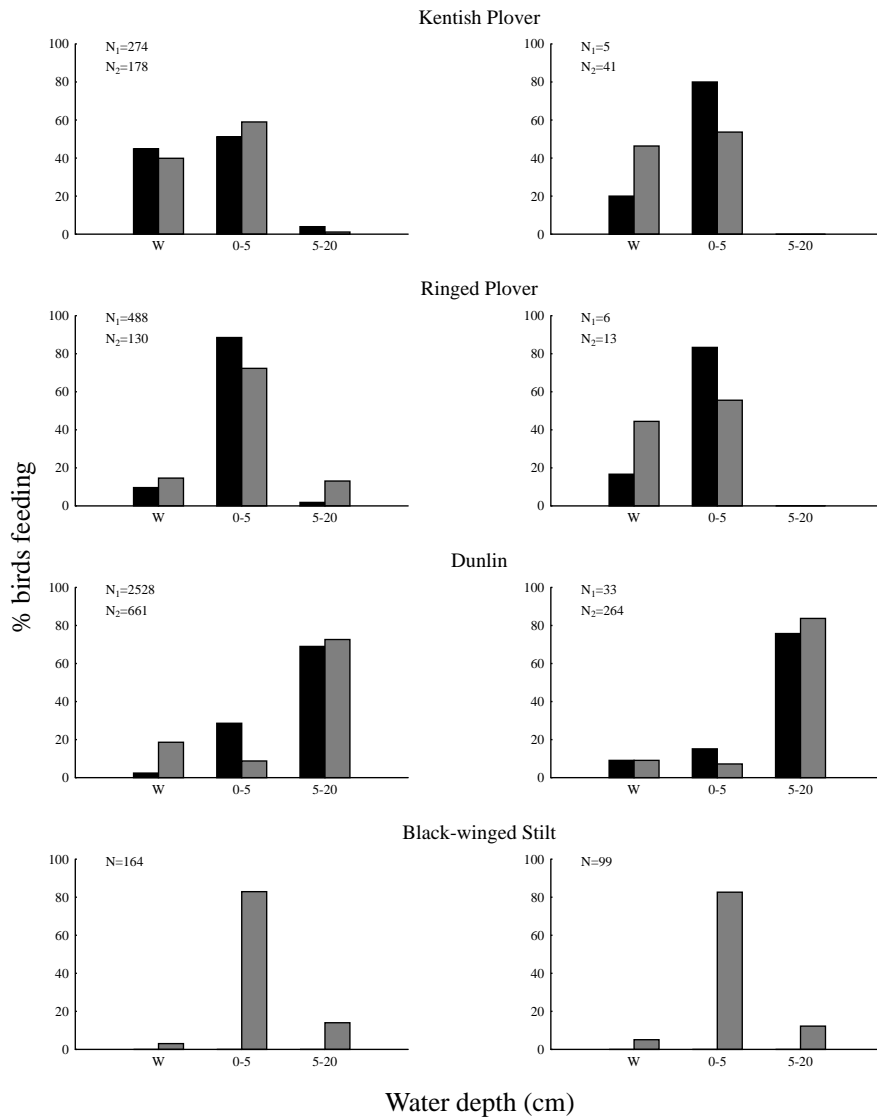 Kentish Plover
N₁=274
N₂=178
100
80
60
40
20
0
W 0-5 5-20
N₁=5
N₂=41
100
80
60
40
20
0
W 0-5 5-20
Ringed Plover
N₁=488
N₂=130
100
80
60
40
20
0
W 0-5 5-20
N₁=6
N₂=13
100
80
60
40
20
0
W 0-5 5-20
Dunlin
N₁=2528
N₂=661
100
80
60
40
20
0
W 0-5 5-20
N₁=33
N₂=264
100
80
60
40
20
0
W 0-5 5-20
Black-winged Stilt
N=164
100
80
60
40
20
0
W 0-5 5-20
N=99
100
80
60
40
20
0
W 0-5 5-20
% birds feeding
Water depth (cm)